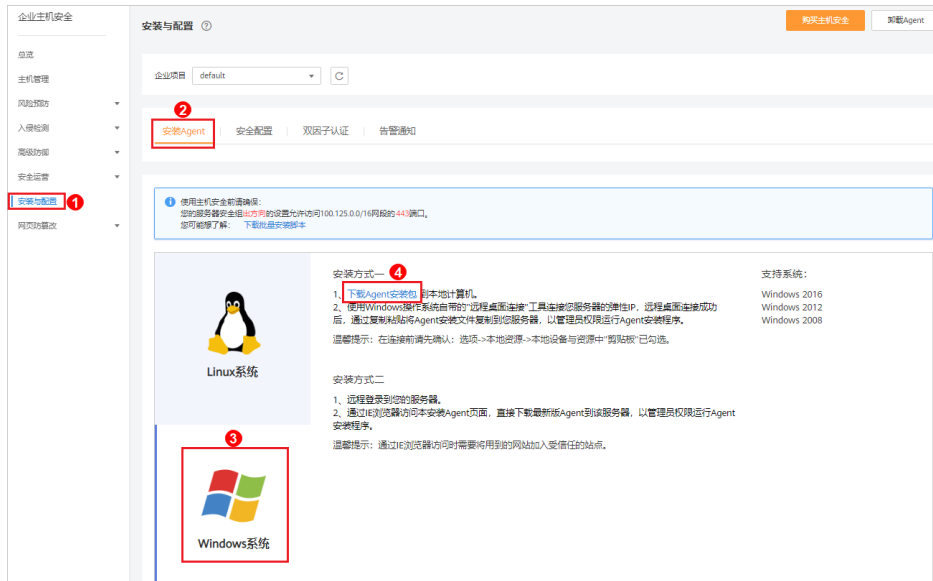 企业主机安全
总览
主机管理
风险预防
入侵检测
高级防御
安全运营
安装与配置
1
网页防篡改
安装与配置
购买主机安全
卸载Agent
企业项目
default
2
安装Agent
安全配置
双因子认证
告警通知
使用主机安全前请确保:
您的服务器安全组出方向的设置允许访问100.125.0.0/16网段的 443端口。
您可能想了解: 下载批量安装脚本
Linux系统
3
Windows系统
安装方式一
4
1、下载Agent安装包到本地计算机。
2、使用Windows操作系统自带的“远程桌面连接”工具连接您服务器的弹性IP，远程桌面连接成功
后，通过复制粘贴将Agent安装文件复制到您服务器，以管理员权限运行Agent安装程序。
温馨提示：在连接前请先确认：选项->本地资源->本地设备与资源中“剪贴板”已勾选。
安装方式二
1、远程登录到您的服务器。
2、通过IE浏览器访问本安装Agent页面，直接下载最新版Agent到该服务器，以管理员权限运行Agent
安装程序。
温馨提示：通过IE浏览器访问时需要将用到的网站加入受信任的站点。
支持系统：
Windows 2016
Windows 2012
Windows 2008